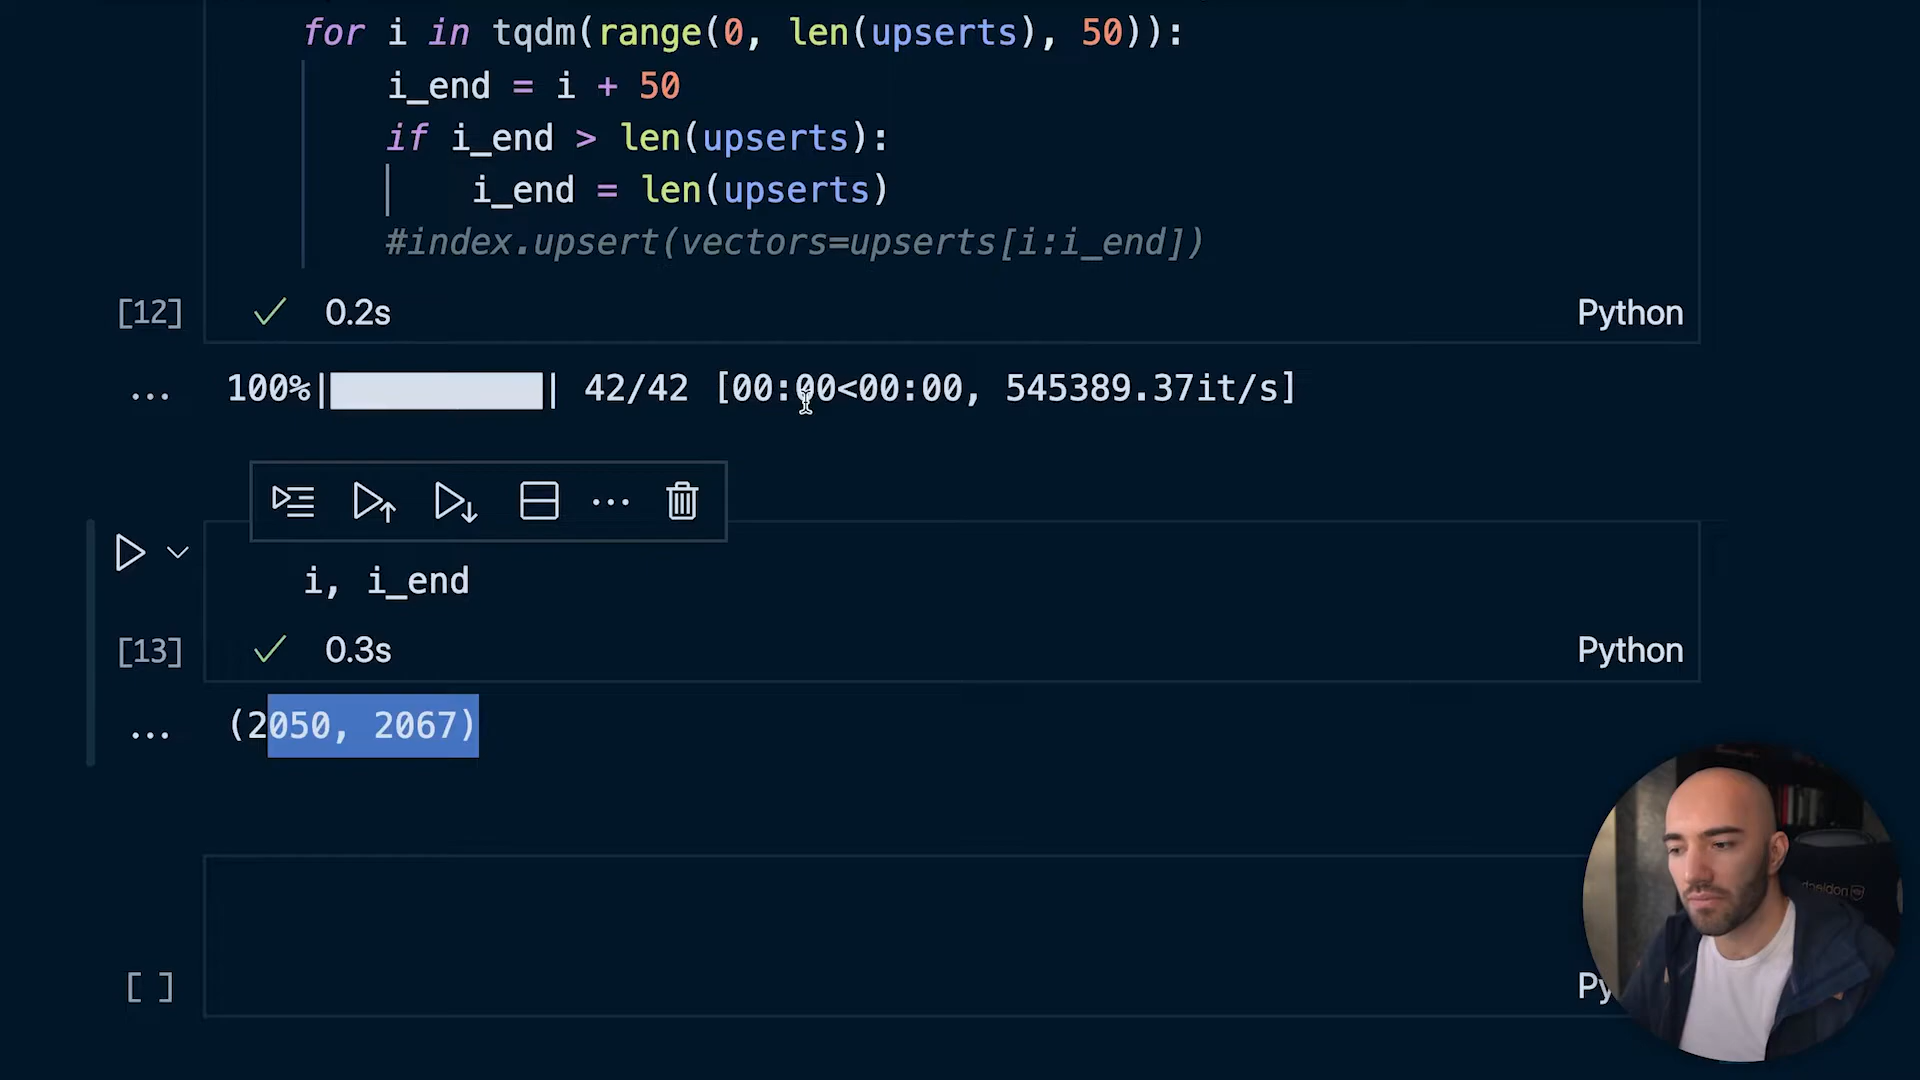 for i in tqdm(range(0, len(upserts), 50)):
i_end = i + 50
if i_end > len(upserts):
i_end = len(upserts)
#index.upsert(vectors=upserts[i:i_end])
[12] 0.2s Python
... 100%| | 42/42 [00:00<00:00, 545389.37it/s]
i, i_end
[13] 0.3s Python
... (2050, 2067)
[ ] Py
noblechairs